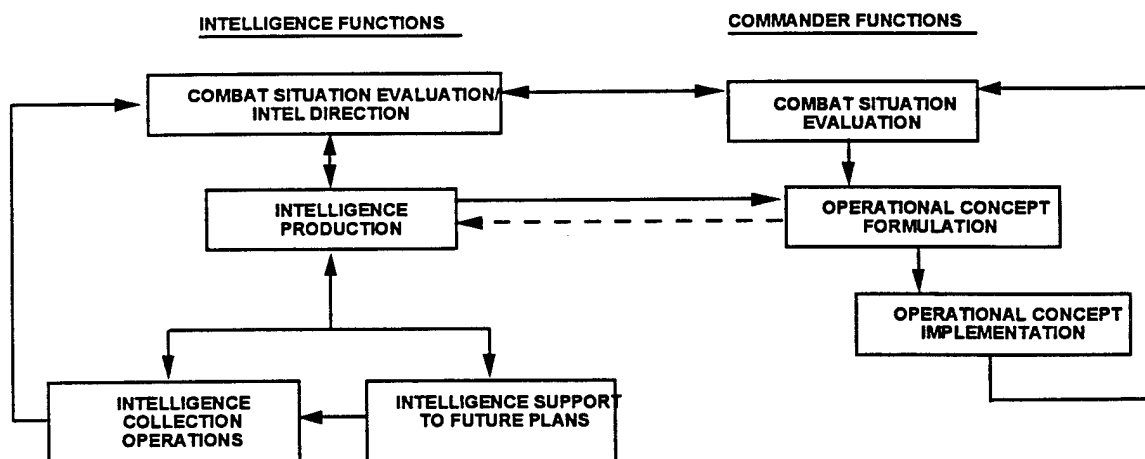 INTELLIGENCE FUNCTIONS
COMMANDER FUNCTIONS
COMBAT SITUATION EVALUATION/
INTEL DIRECTION
COMBAT SITUATION
EVALUATION
INTELLIGENCE
PRODUCTION
OPERATIONAL CONCEPT
FORMULATION
OPERATIONAL CONCEPT
IMPLEMENTATION
INTELLIGENCE
COLLECTION
OPERATIONS
INTELLIGENCE SUPPORT
TO FUTURE PLANS